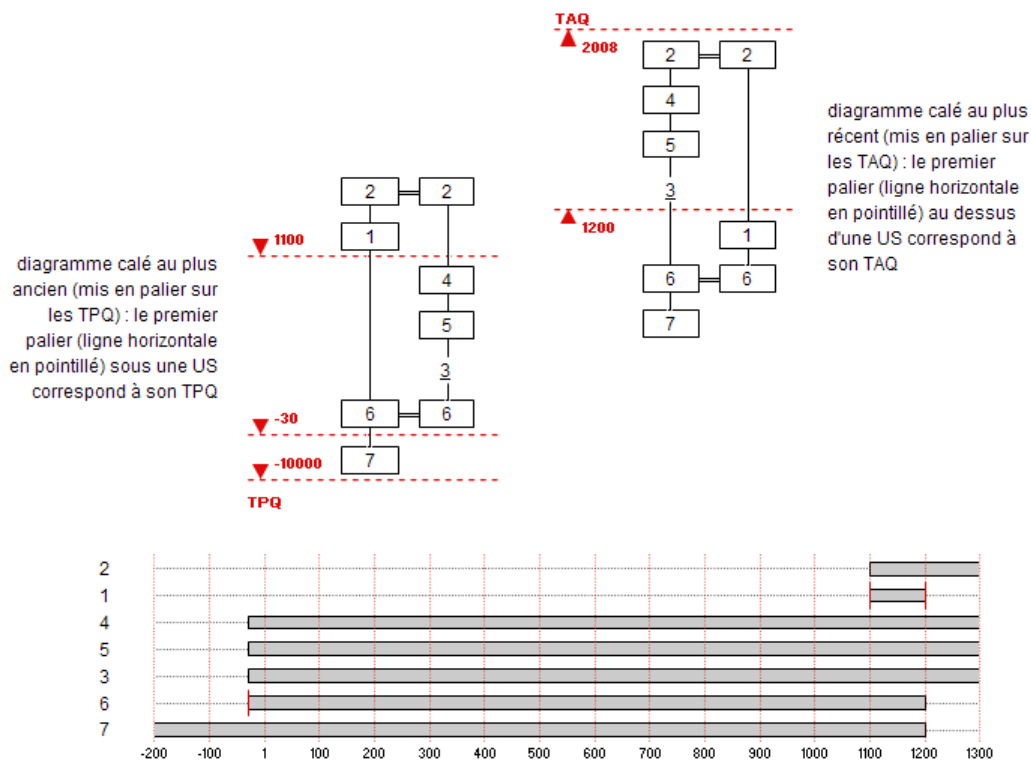 TAQ
2008
2 2
4
5
3
1200
1
6 6
7
diagramme calé au plus
récent (mis en palier sur
les TAQ) : le premier
palier (ligne horizontale
en pointillé) au dessus
d'une US correspond à
son TAQ
diagramme calé au plus
ancien (mis en palier sur
les TPQ) : le premier
palier (ligne horizontale
en pointillé) sous une US
correspond à son TPQ
2 2
1
1100
4
5
3
6 6
-30
7
-10000
TPQ
2
1
4
5
3
6
7
-200 -100 1 100 200 300 400 500 600 700 800 900 1000 1100 1200 1300